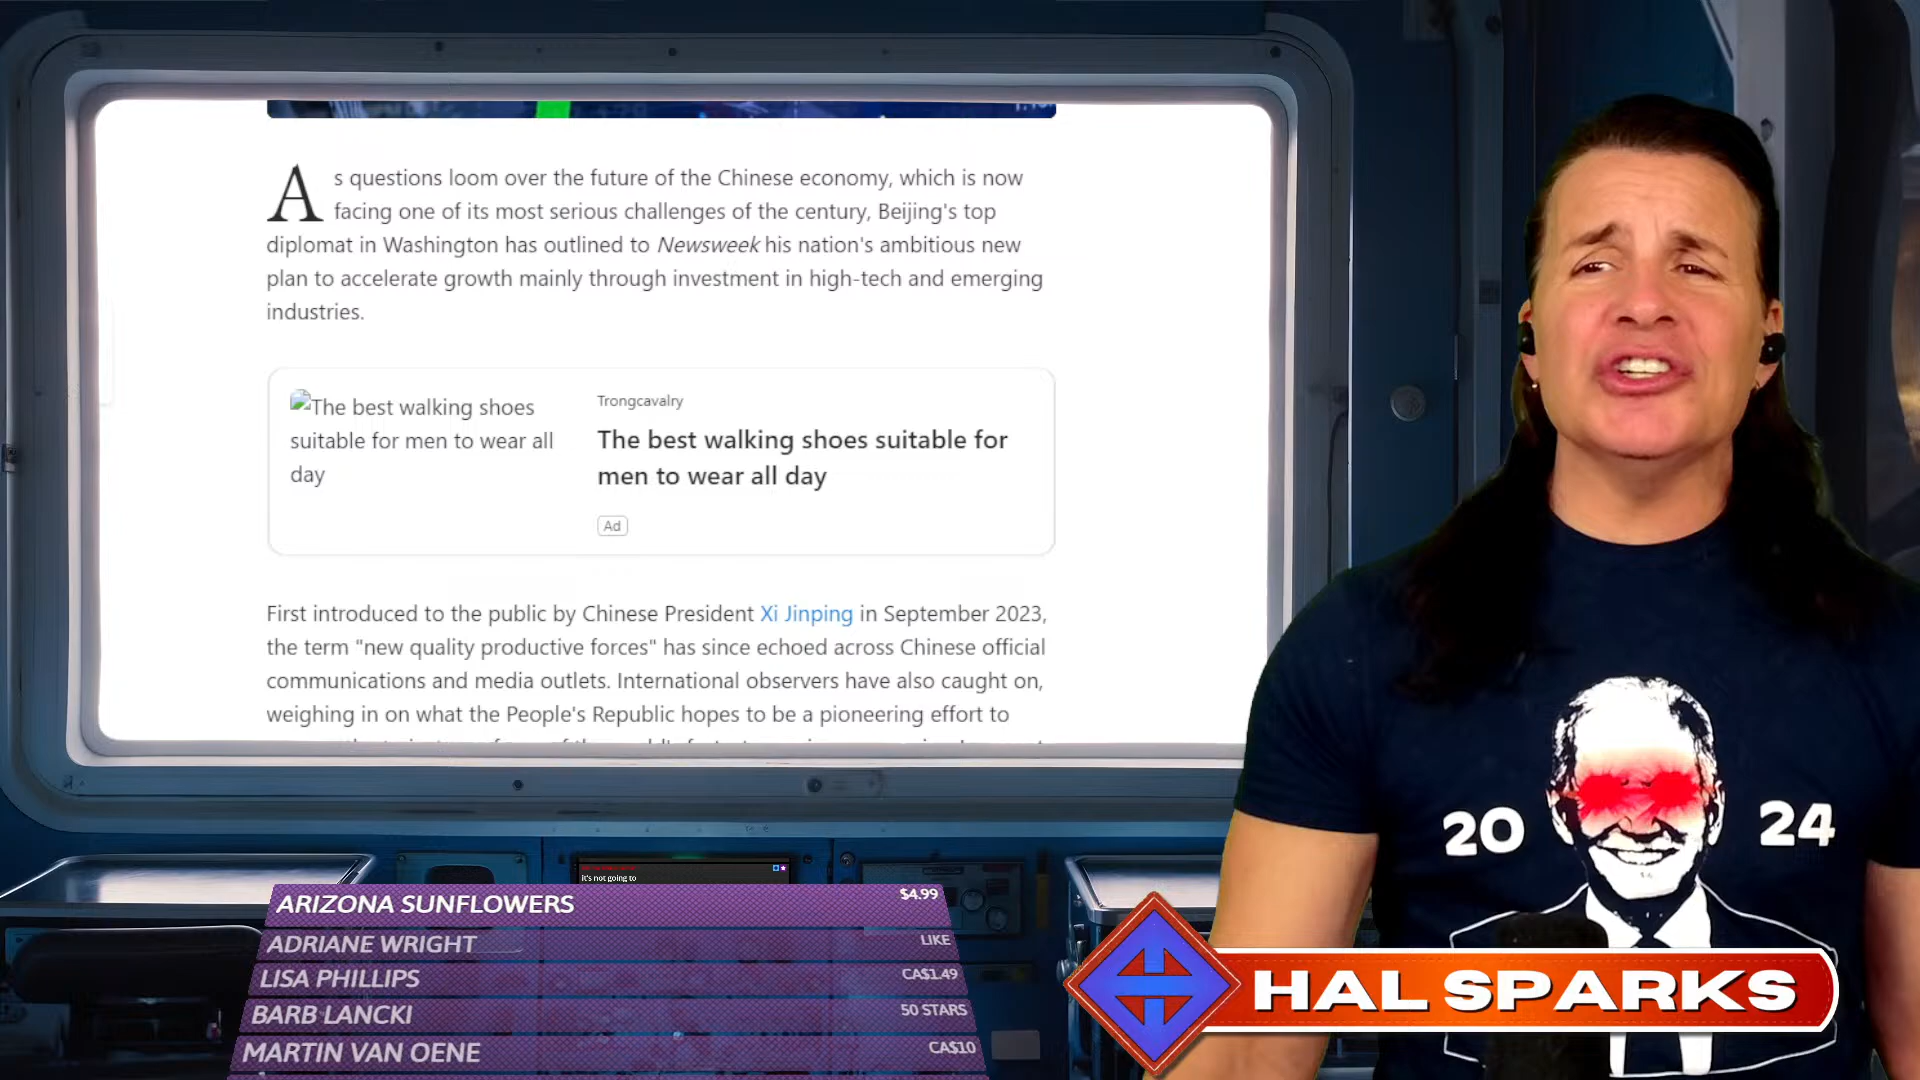 As questions loom over the future of the Chinese economy, which is now
facing one of its most serious challenges of the century, Beijing's top
diplomat in Washington has outlined to Newsweek his nation's ambitious new
plan to accelerate growth mainly through investment in high-tech and emerging
industries.
The best walking shoes
suitable for men to wear all
day
Trongcavalry
The best walking shoes suitable for
men to wear all day
Ad
First introduced to the public by Chinese President Xi Jinping in September 2023,
the term "new quality productive forces" has since echoed across Chinese official
communications and media outlets. International observers have also caught on,
weighing in on what the People's Republic hopes to be a pioneering effort to
20 24
it's not going to
ARIZONA SUNFLOWERS $4.99
ADRIANE WRIGHT LIKE
LISA PHILLIPS CA$1.49
BARB LANCKI 50 STARS
MARTIN VAN OENE CA$10
HAL SPARKS